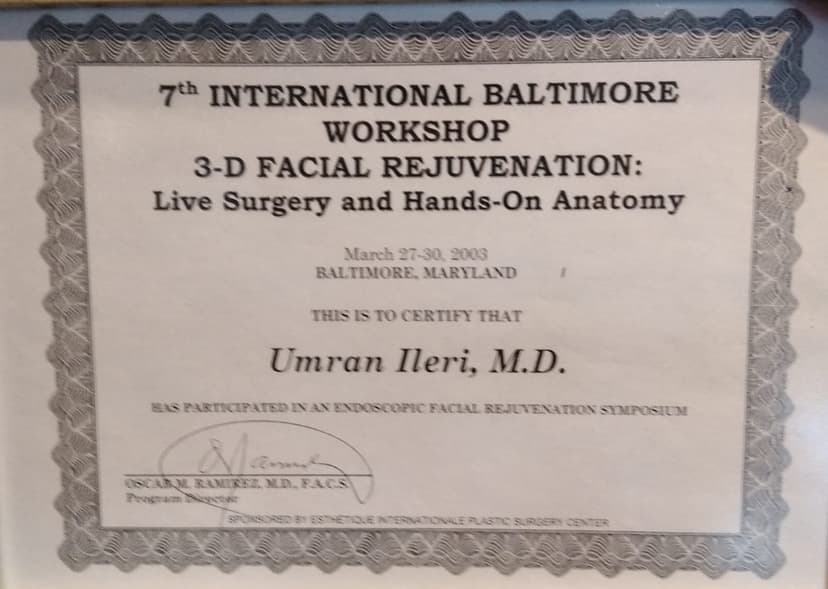 7th INTERNATIONAL BALTIMORE
WORKSHOP
3-D FACIAL REJUVENATION:
Live Surgery and Hands-On Anatomy
March 27-30, 2003
BALTIMORE, MARYLAND
THIS IS TO CERTIFY THAT
Umran Ileri, M.D.
HAS PARTICIPATED IN AN ENDOSCOPIC FACIAL REJUVENATION SYMPOSIUM
OSCAR M. RAMIREZ, M.D., F.A.C.S.
Program Director
SPONSORED BY ESTHETIQUE INTERNATIONALE PLASTIC SURGERY CENTER